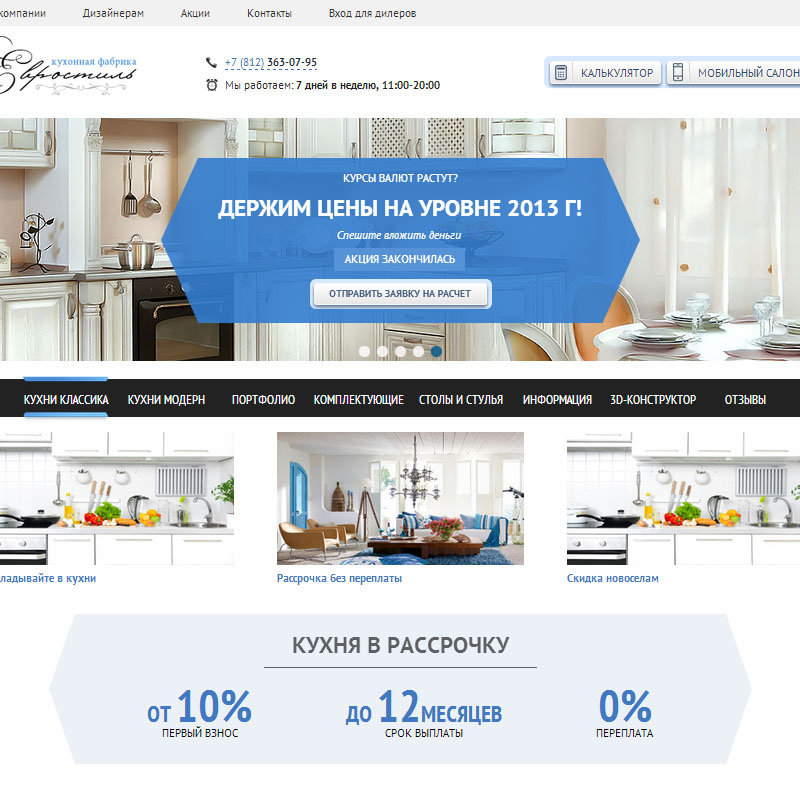 компании Дизайнерам Акции Контакты Вход для дилеров
кухонная фабрика
Евростиль
+7 (812) 363-07-95
Мы работаем: 7 дней в неделю, 11:00-20:00
КАЛЬКУЛЯТОР МОБИЛЬНЫЙ САЛОН
КУРСЫ ВАЛЮТ РАСТУТ?
ДЕРЖИМ ЦЕНЫ НА УРОВНЕ 2013 Г!
Спешите вложить деньги
АКЦИЯ ЗАКОНЧИЛАСЬ
ОТПРАВИТЬ ЗАЯВКУ НА РАСЧЕТ
КУХНИ КЛАССИКА КУХНИ МОДЕРН ПОРТФОЛИО КОМПЛЕКТУЮЩИЕ СТОЛЫ И СТУЛЬЯ ИНФОРМАЦИЯ 3D-КОНСТРУКТОР ОТЗЫВЫ
ладывайте в кухни Рассрочка без переплаты Скидка новоселам
КУХНЯ В РАССРОЧКУ
ОТ 10% ДО 12 МЕСЯЦЕВ 0%
ПЕРВЫЙ ВЗНОС СРОК ВЫПЛАТЫ ПЕРЕПЛАТА